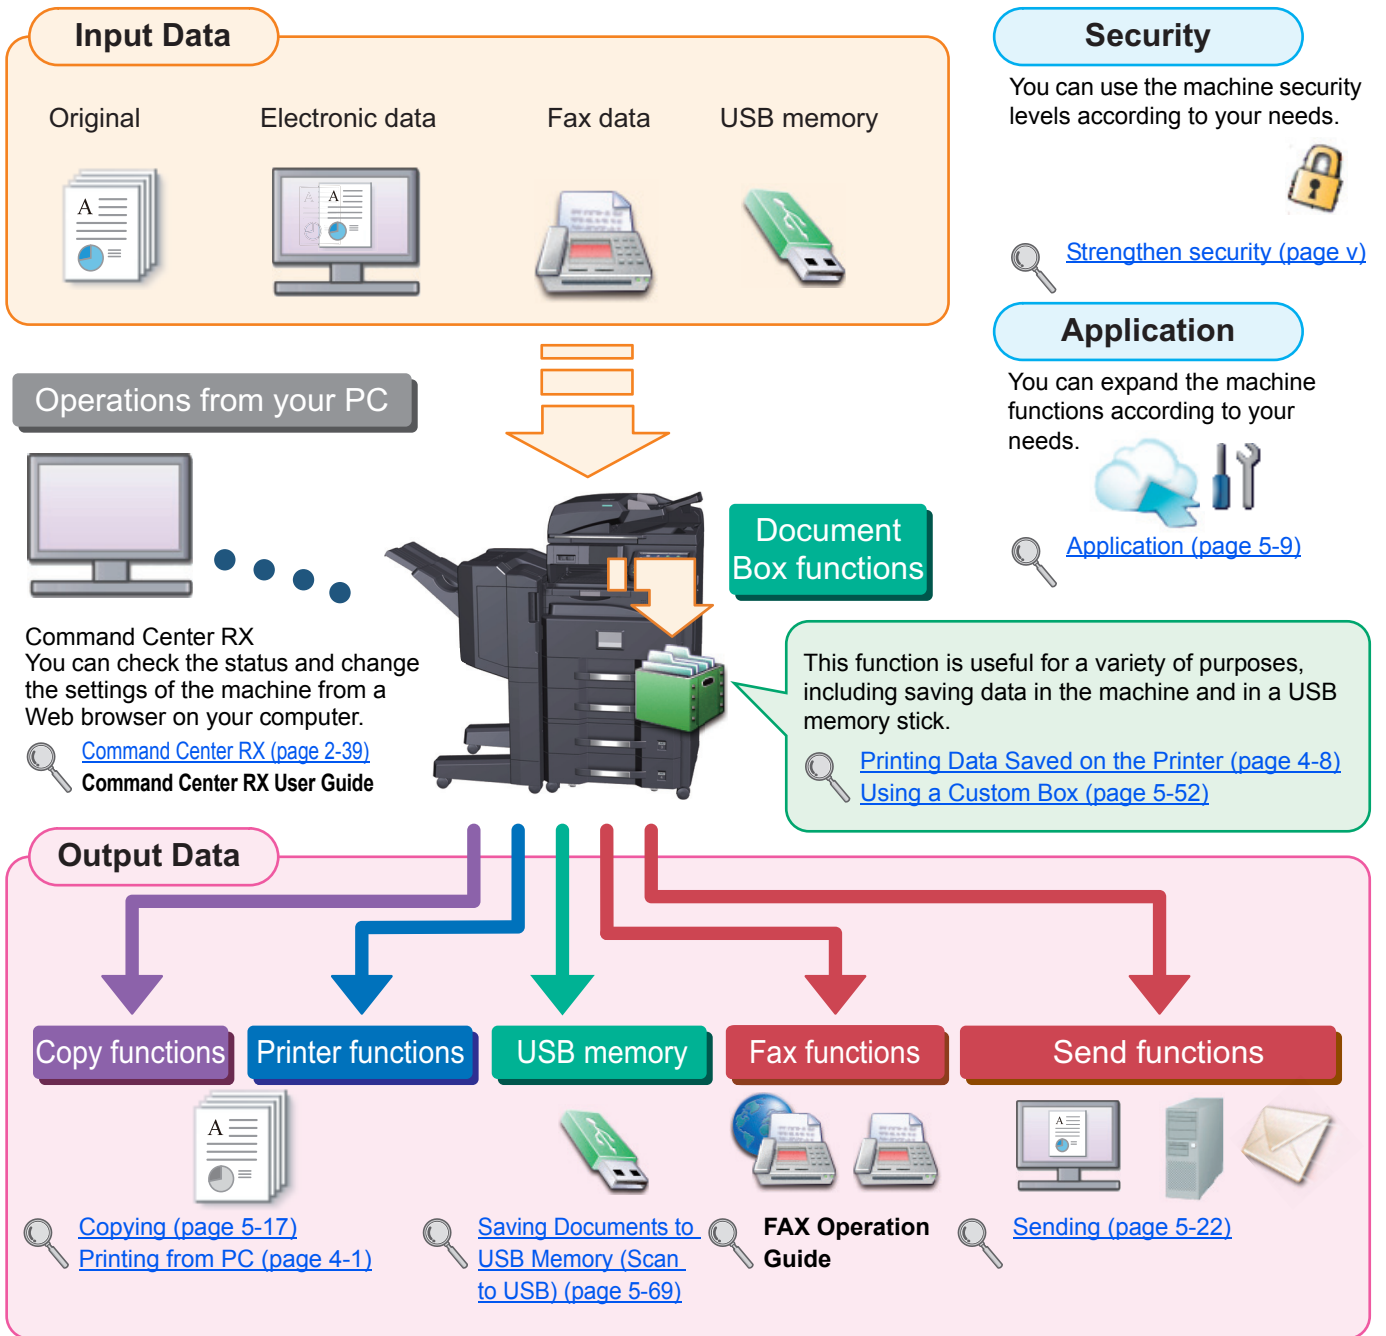 Input Data
Original
Electronic data
Fax data
USB memory
Security
You can use the machine security
levels according to your needs.
Strengthen security (page v)
Application
You can expand the machine
functions according to your
needs.
Application (page 5-9)
Operations from your PC
Command Center RX
You can check the status and change
the settings of the machine from a
Web browser on your computer.
Command Center RX (page 2-39)
Command Center RX User Guide
Document
Box functions
This function is useful for a variety of purposes,
including saving data in the machine and in a USB
memory stick.
Printing Data Saved on the Printer (page 4-8)
Using a Custom Box (page 5-52)
Output Data
Copy functions
Printer functions
USB memory
Fax functions
Send functions
Copying (page 5-17)
Printing from PC (page 4-1)
Saving Documents to
USB Memory (Scan
to USB) (page 5-69)
FAX Operation
Guide
Sending (page 5-22)